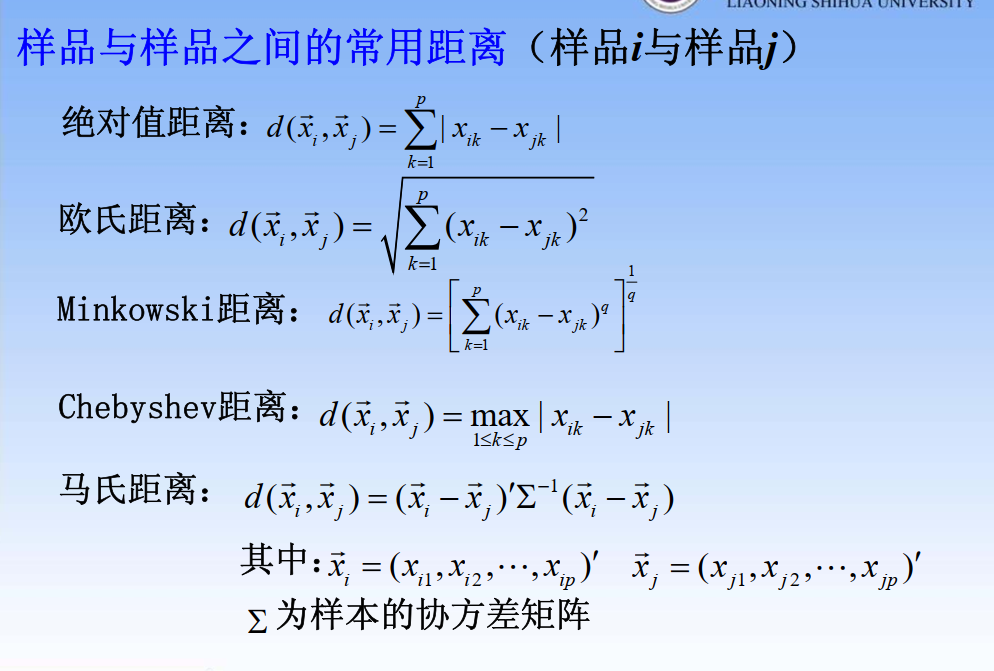 LIAONING SHIHUA UNIVERSITY
样品与样品之间的常用距离（样品i与样品j）
绝对值距离：$d(\vec{x}_i,\vec{x}_j)=\sum_{k=1}^{p}|x_{ik}-x_{jk}|$
欧氏距离：$d(\vec{x}_i,\vec{x}_j)=\sqrt{\sum_{k=1}^{p}(x_{ik}-x_{jk})^2}$
Minkowski距离：$d(\vec{x}_i,\vec{x}_j)=\left[\sum_{k=1}^{p}(x_{ik}-x_{jk})^q\right]^{\frac{1}{q}}$
Chebyshev距离：$d(\vec{x}_i,\vec{x}_j)=\max_{1\leq k\leq p}|x_{ik}-x_{jk}|$
马氏距离：$d(\vec{x}_i,\vec{x}_j)=(\vec{x}_i-\vec{x}_j)'\Sigma^{-1}(\vec{x}_i-\vec{x}_j)$
其中：$\vec{x}_i=(x_{i1},x_{i2},\cdots,x_{ip})'$ $\vec{x}_j=(x_{j1},x_{j2},\cdots,x_{jp})'$
Σ为样本的协方差矩阵